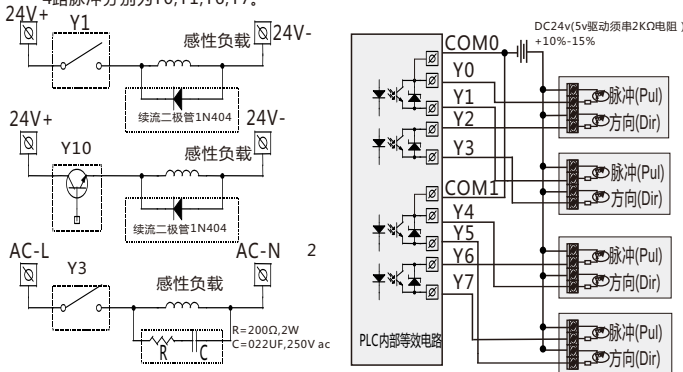 4路脉冲分别为Y0,Y1,Y6,Y7。
24V+
Y1
感性负载
24V-
续流二极管1N404
24V+
Y10
感性负载
24V-
续流二极管1N404
AC-L
Y3
感性负载
AC-N
2
R
C
R=200Ω,2W
C=022UF,250V ac
DC24v(5v驱动须串2KΩ电阻)
+10%-15%
COM0
Y0
Y1
Y2
Y3
COM1
Y4
Y5
Y6
Y7
PLC内部等效电路
脉冲(Pul)
方向(Dir)
脉冲(Pul)
方向(Dir)
脉冲(Pul)
方向(Dir)
脉冲(Pul)
方向(Dir)